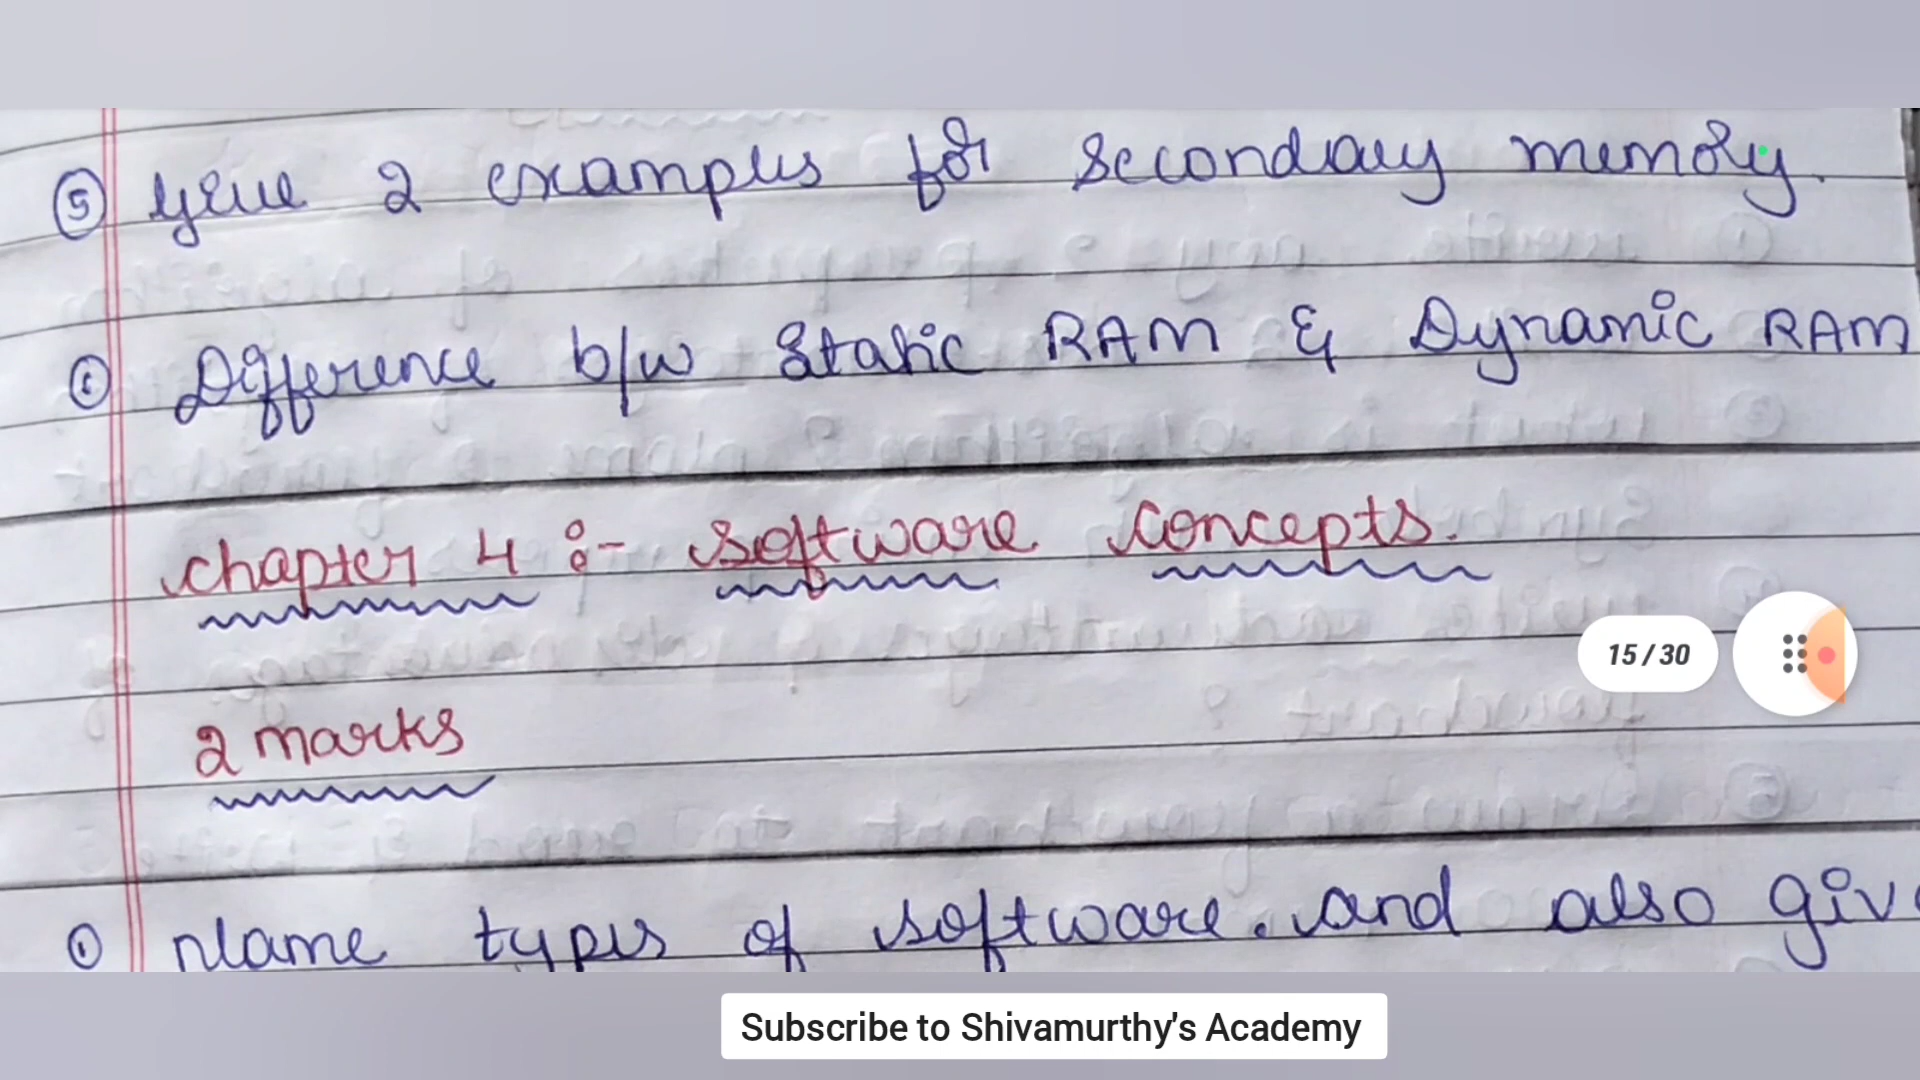 ⑤ Give 2 examples for Secondary memory.
⑥ Difference b/w Static RAM & Dynamic RAM
chapter 4 :- software concepts.
15/30
2 marks
① Name types of software. and also give
Subscribe to Shivamurthy's Academy